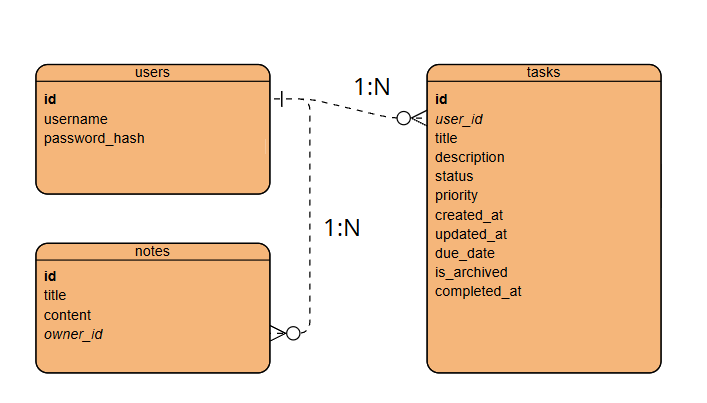 users
id
username
password_hash
1:N
tasks
id
user_id
title
description
status
priority
created_at
updated_at
due_date
is_archived
completed_at
1:N
notes
id
title
content
owner_id